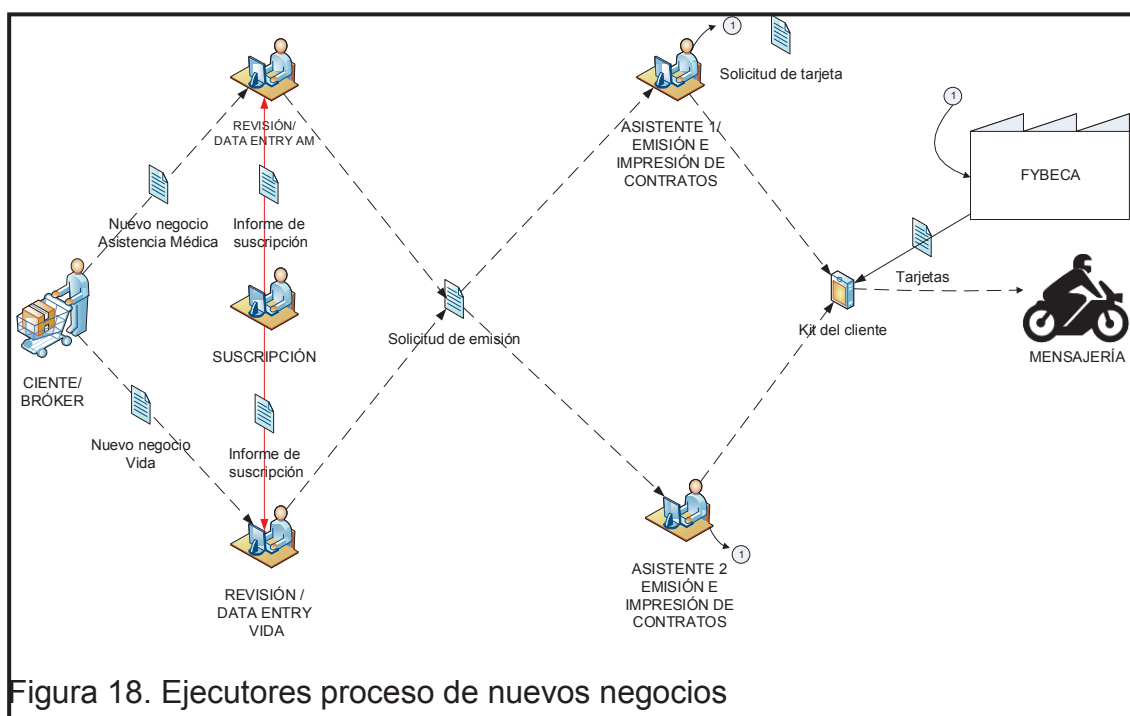 1
Solicitud de tarjeta
REVISIÓN/
DATA ENTRY AM
ASISTENTE 1/
EMISIÓN E
IMPRESIÓN DE
CONTRATOS
1
FYBECA
Nuevo negocio
Asistencia Médica
Informe de
suscripción
Tarjetas
Solicitud de emisión
Kit del cliente
SUSCRIPCIÓN
MENSAJERÍA
CIENTE/
BRÓKER
Nuevo negocio
Vida
Informe de
suscripción
1
REVISIÓN /
DATA ENTRY
VIDA
ASISTENTE 2
EMISIÓN E
IMPRESIÓN DE
CONTRATOS
Figura 18. Ejecutores proceso de nuevos negocios